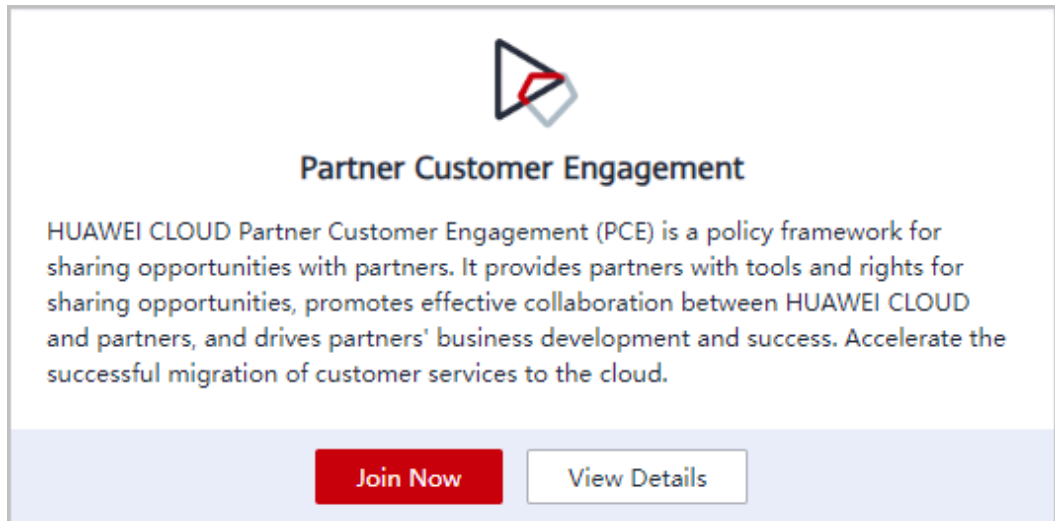 Partner Customer Engagement
HUAWEI CLOUD Partner Customer Engagement (PCE) is a policy framework for
sharing opportunities with partners. It provides partners with tools and rights for
sharing opportunities, promotes effective collaboration between HUAWEI CLOUD
and partners, and drives partners' business development and success. Accelerate the
successful migration of customer services to the cloud.
Join Now
View Details